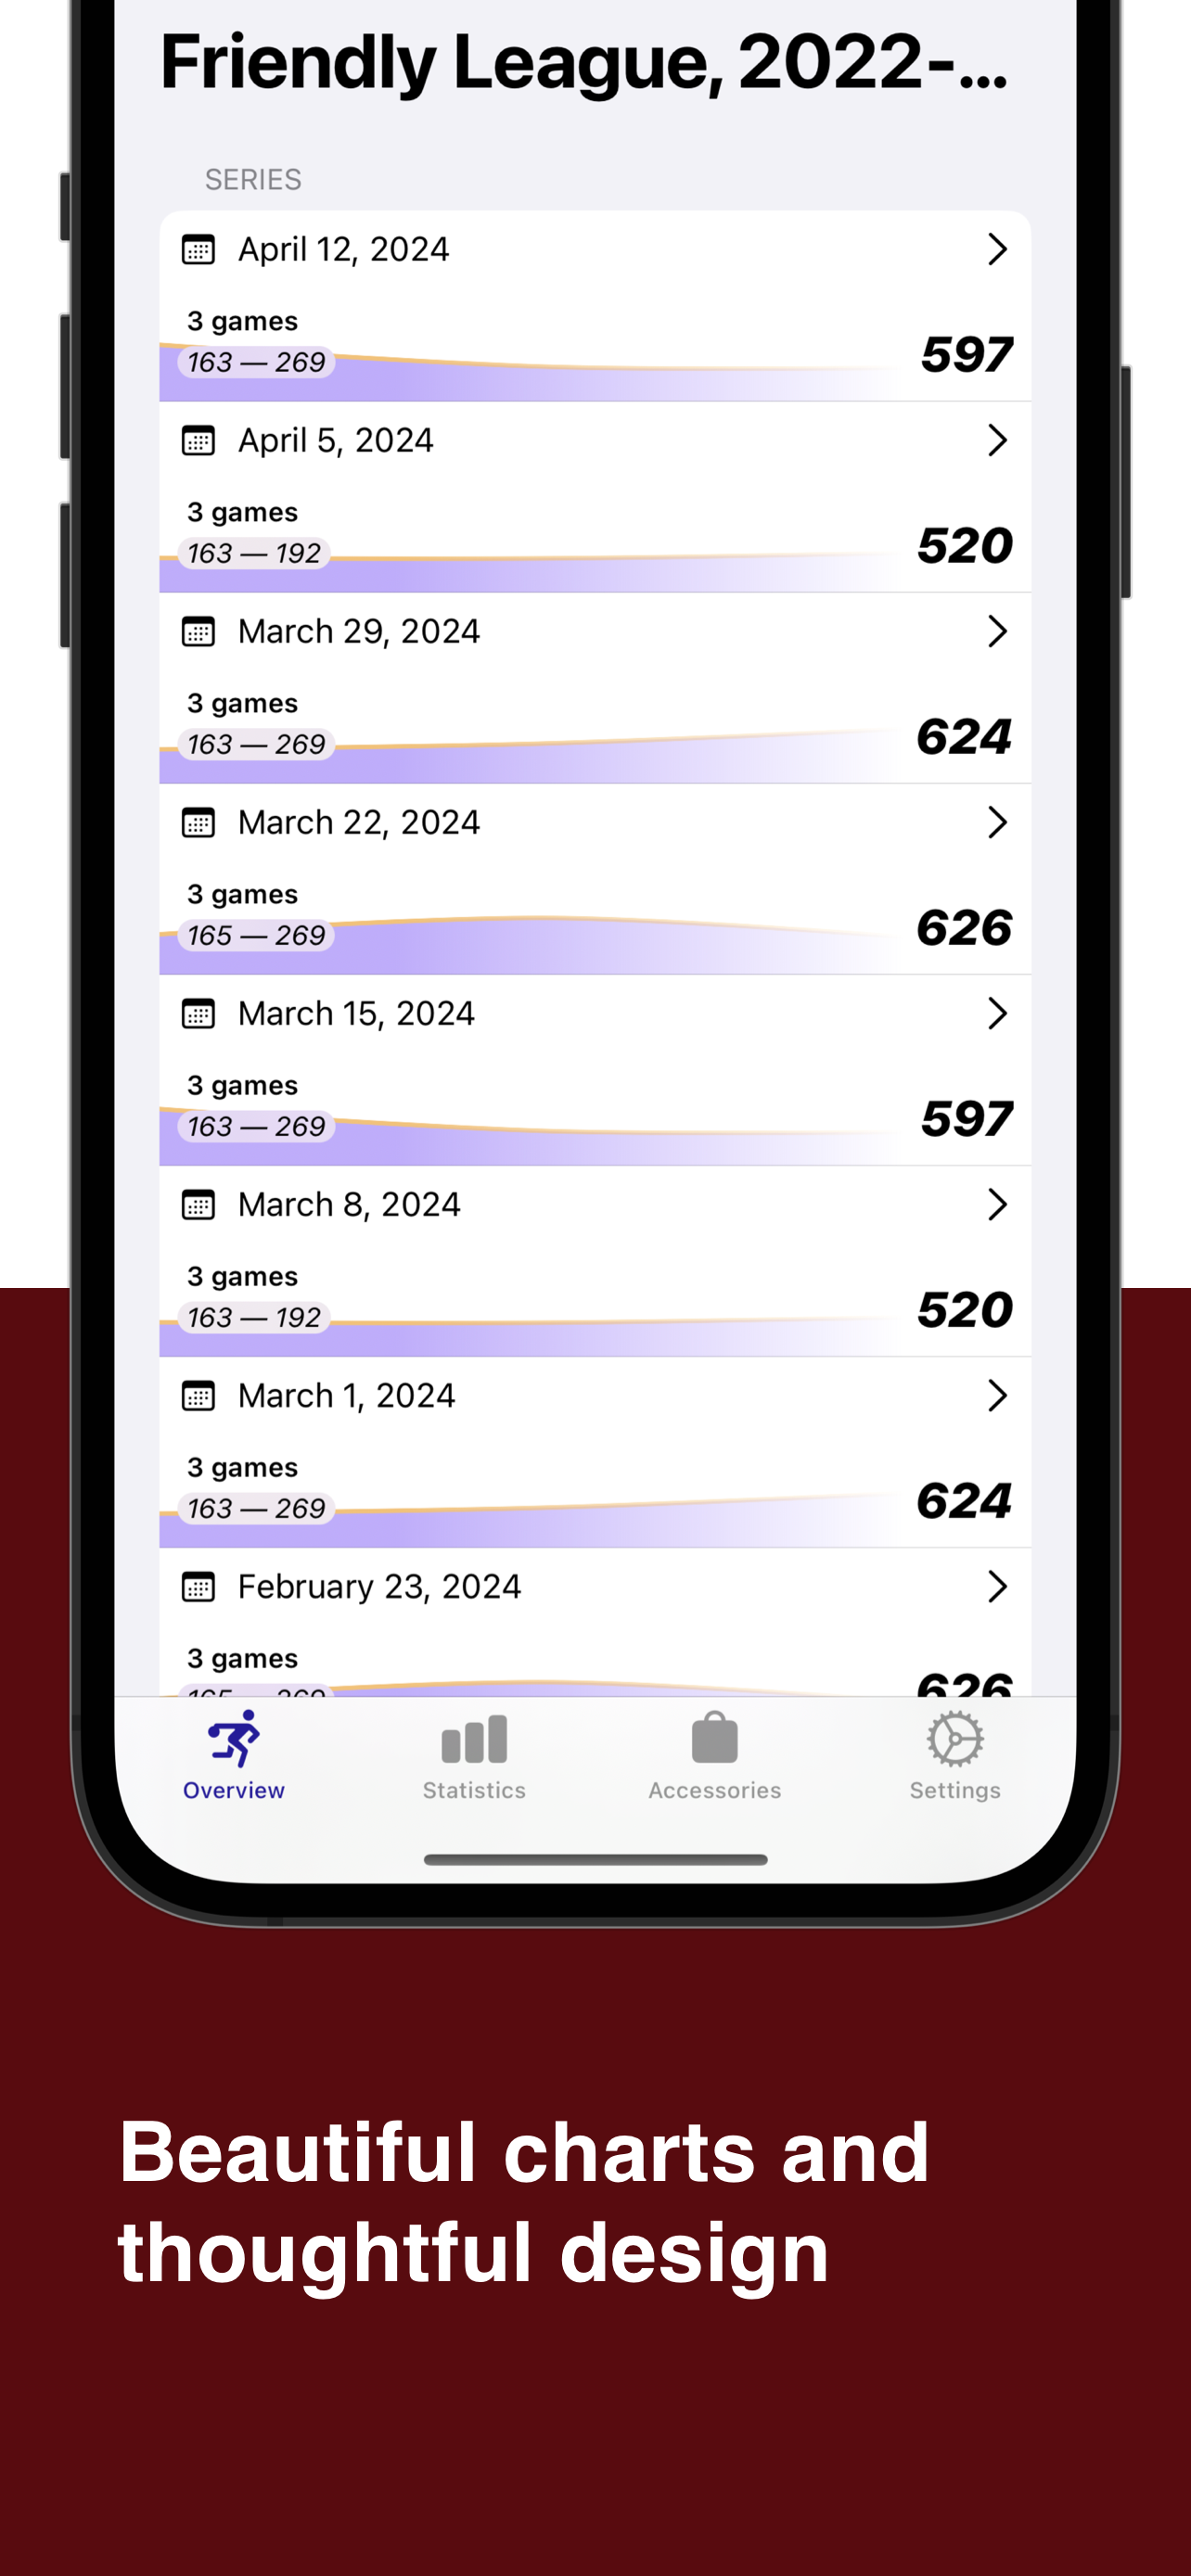 Friendly League, 2022-...
SERIES
April 12, 2024
3 games
163 — 269
597
April 5, 2024
3 games
163 — 192
520
March 29, 2024
3 games
163 — 269
624
March 22, 2024
3 games
165 — 269
626
March 15, 2024
3 games
163 — 269
597
March 8, 2024
3 games
163 — 192
520
March 1, 2024
3 games
163 — 269
624
February 23, 2024
3 games
165 — 269
626
Overview Statistics Accessories Settings
Beautiful charts and
thoughtful design